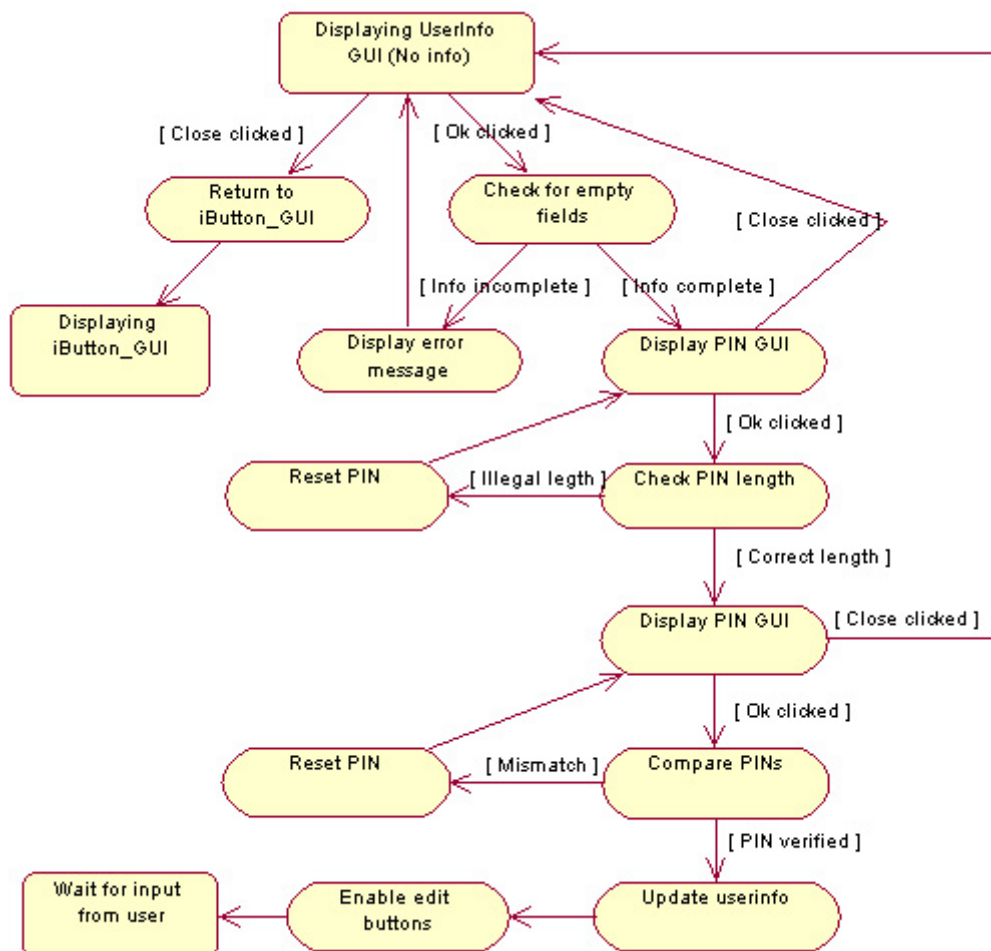 Displaying UserInfo
GUI (No info)
[ Close clicked ]
[ Ok clicked ]
Return to
iButton_GUI
Check for empty
fields
[ Close clicked ]
[ Info incomplete ]
[ Info complete ]
Displaying
iButton_GUI
Display error
message
Display PIN GUI
[ Ok clicked ]
Reset PIN
[ Illegal legth ]
Check PIN length
[ Correct length ]
Display PIN GUI
[ Close clicked ]
[ Ok clicked ]
Reset PIN
[ Mismatch ]
Compare PINs
[ PIN verified ]
Wait for input
from user
Enable edit
buttons
Update userinfo